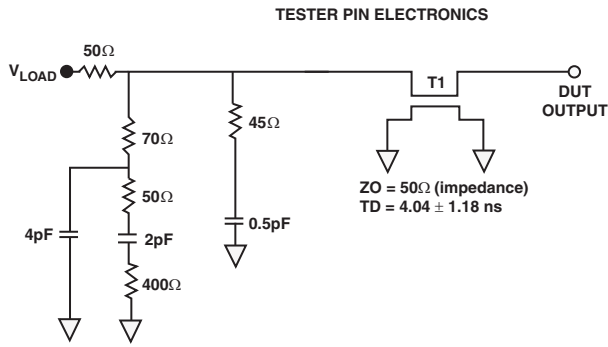 TESTER PIN ELECTRONICS
50Ω
VLOAD
T1
DUT
OUTPUT
70Ω
45Ω
50Ω
ZO = 50Ω (impedance)
TD = 4.04 ± 1.18 ns
4pF
2pF
0.5pF
400Ω